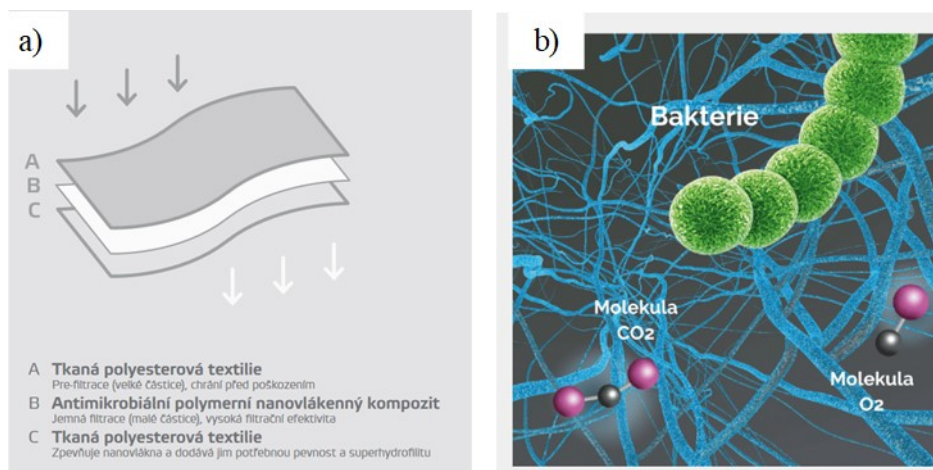 a)
A
B
C
A Tkaná polyesterová textilie
Pre-filtrace (velké částice), chrání před poškozením
B Antimikrobiální polymerní nanovlákenný kompozit
Jemná filtrace (malé částice), vysoká filtrační efektivita
C Tkaná polyesterová textilie
Zpevňuje nanovlákna a dodává jim potřebnou pevnost a superhydrofilitu
b)
Bakterie
Molekula
CO2
Molekula
O2